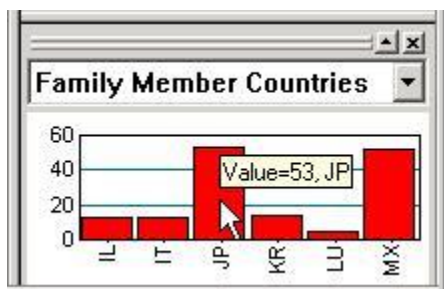 Family Member Countries
60
40
20
0
Value=53, JP
IL
IT
JP
KR
LU
MX